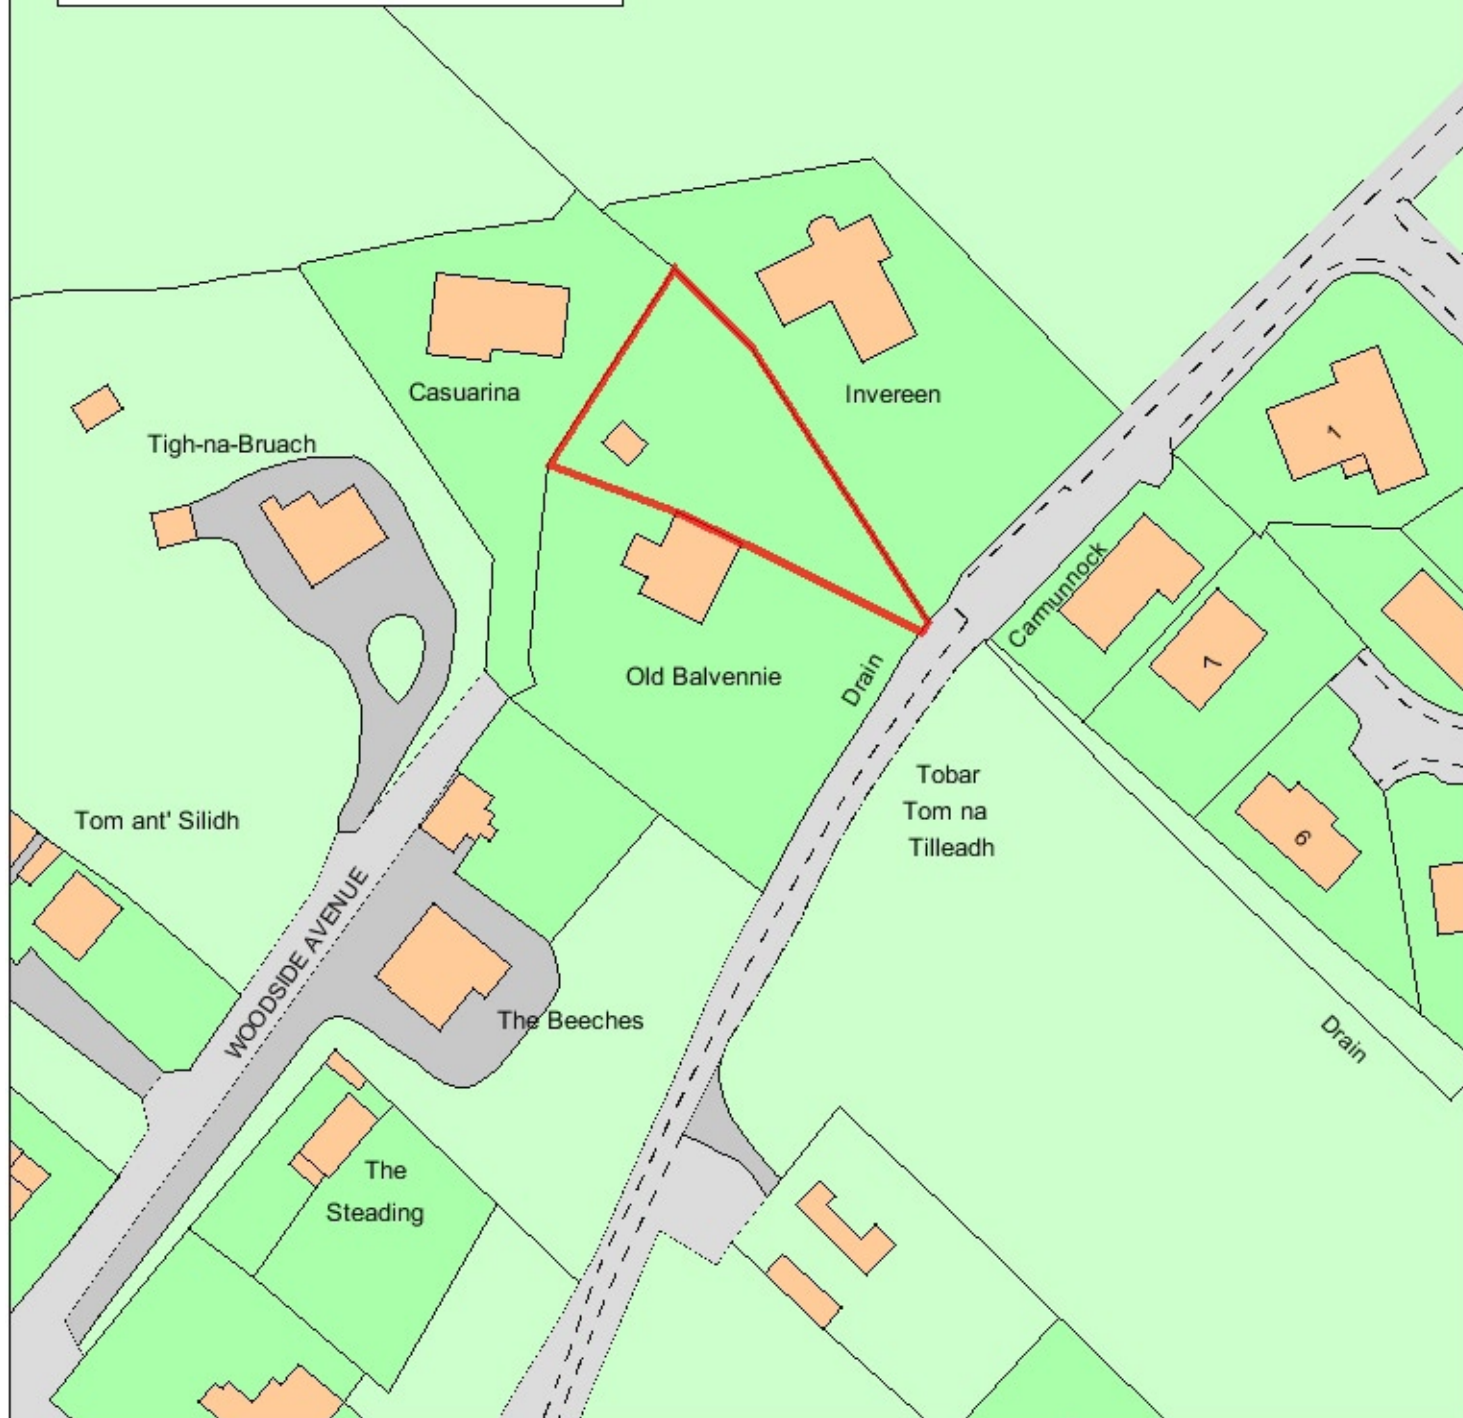 Casuarina
Invereen
Tigh-na-Bruach
1
Carmunnock
1
Old Balvennie
Drain
Tobar
Tom na
Tilleadh
Tom ant' Silidh
6
WOODSIDE AVENUE
The Beeches
Drain
The
Steading